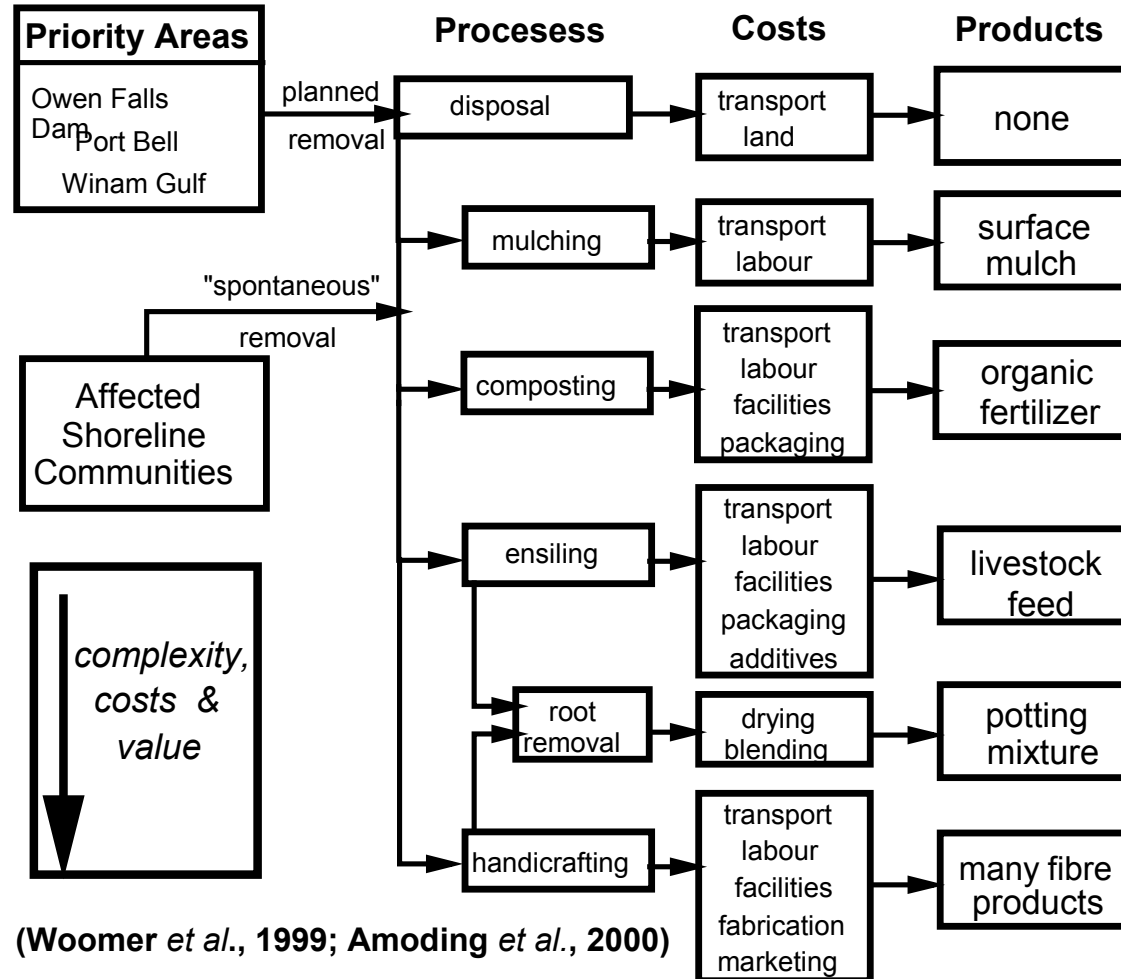 Priority Areas
Owen Falls
Dam
Port Bell
Winam Gulf
planned
removal
"spontaneous"
removal
Affected
Shoreline
Communities
complexity,
costs &
value
Procesess
Costs
Products
disposal
transport
land
none
mulching
transport
labour
surface
mulch
composting
transport
labour
facilities
packaging
organic
fertilizer
ensiling
transport
labour
facilities
packaging
additives
livestock
feed
root
removal
drying
blending
potting
mixture
handicrafting
transport
labour
facilities
fabrication
marketing
many fibre
products
(Woomer et al., 1999; Amoding et al., 2000)